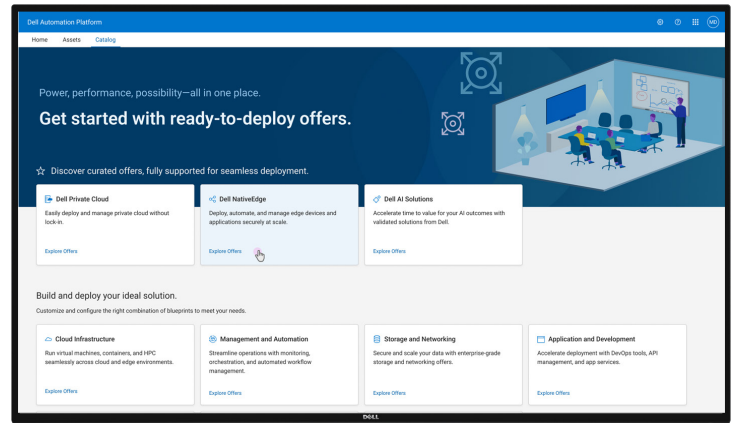 Dell Automation Platform
MD
Home Assets Catalog
Power, performance, possibility—all in one place.
Get started with ready-to-deploy offers.
Discover curated offers, fully supported for seamless deployment.
Dell Private Cloud
Easily deploy and manage private cloud without
lock-in.
Explore Offers
Dell NativeEdge
Deploy, automate, and manage edge devices and
applications securely at scale.
Explore Offers
Dell AI Solutions
Accelerate time to value for your AI outcomes with
validated solutions from Dell.
Explore Offers
Build and deploy your ideal solution.
Customize and configure the right combination of blueprints to meet your needs.
Cloud Infrastructure
Run virtual machines, containers, and HPC
seamlessly across cloud and edge environments.
Explore Offers
Management and Automation
Streamline operations with monitoring,
orchestration, and automated workflow
management.
Explore Offers
Storage and Networking
Secure and scale your data with enterprise-grade
storage and networking offers.
Explore Offers
Application and Development
Accelerate deployment with DevOps tools, API
management, and app services.
Explore Offers
DELL